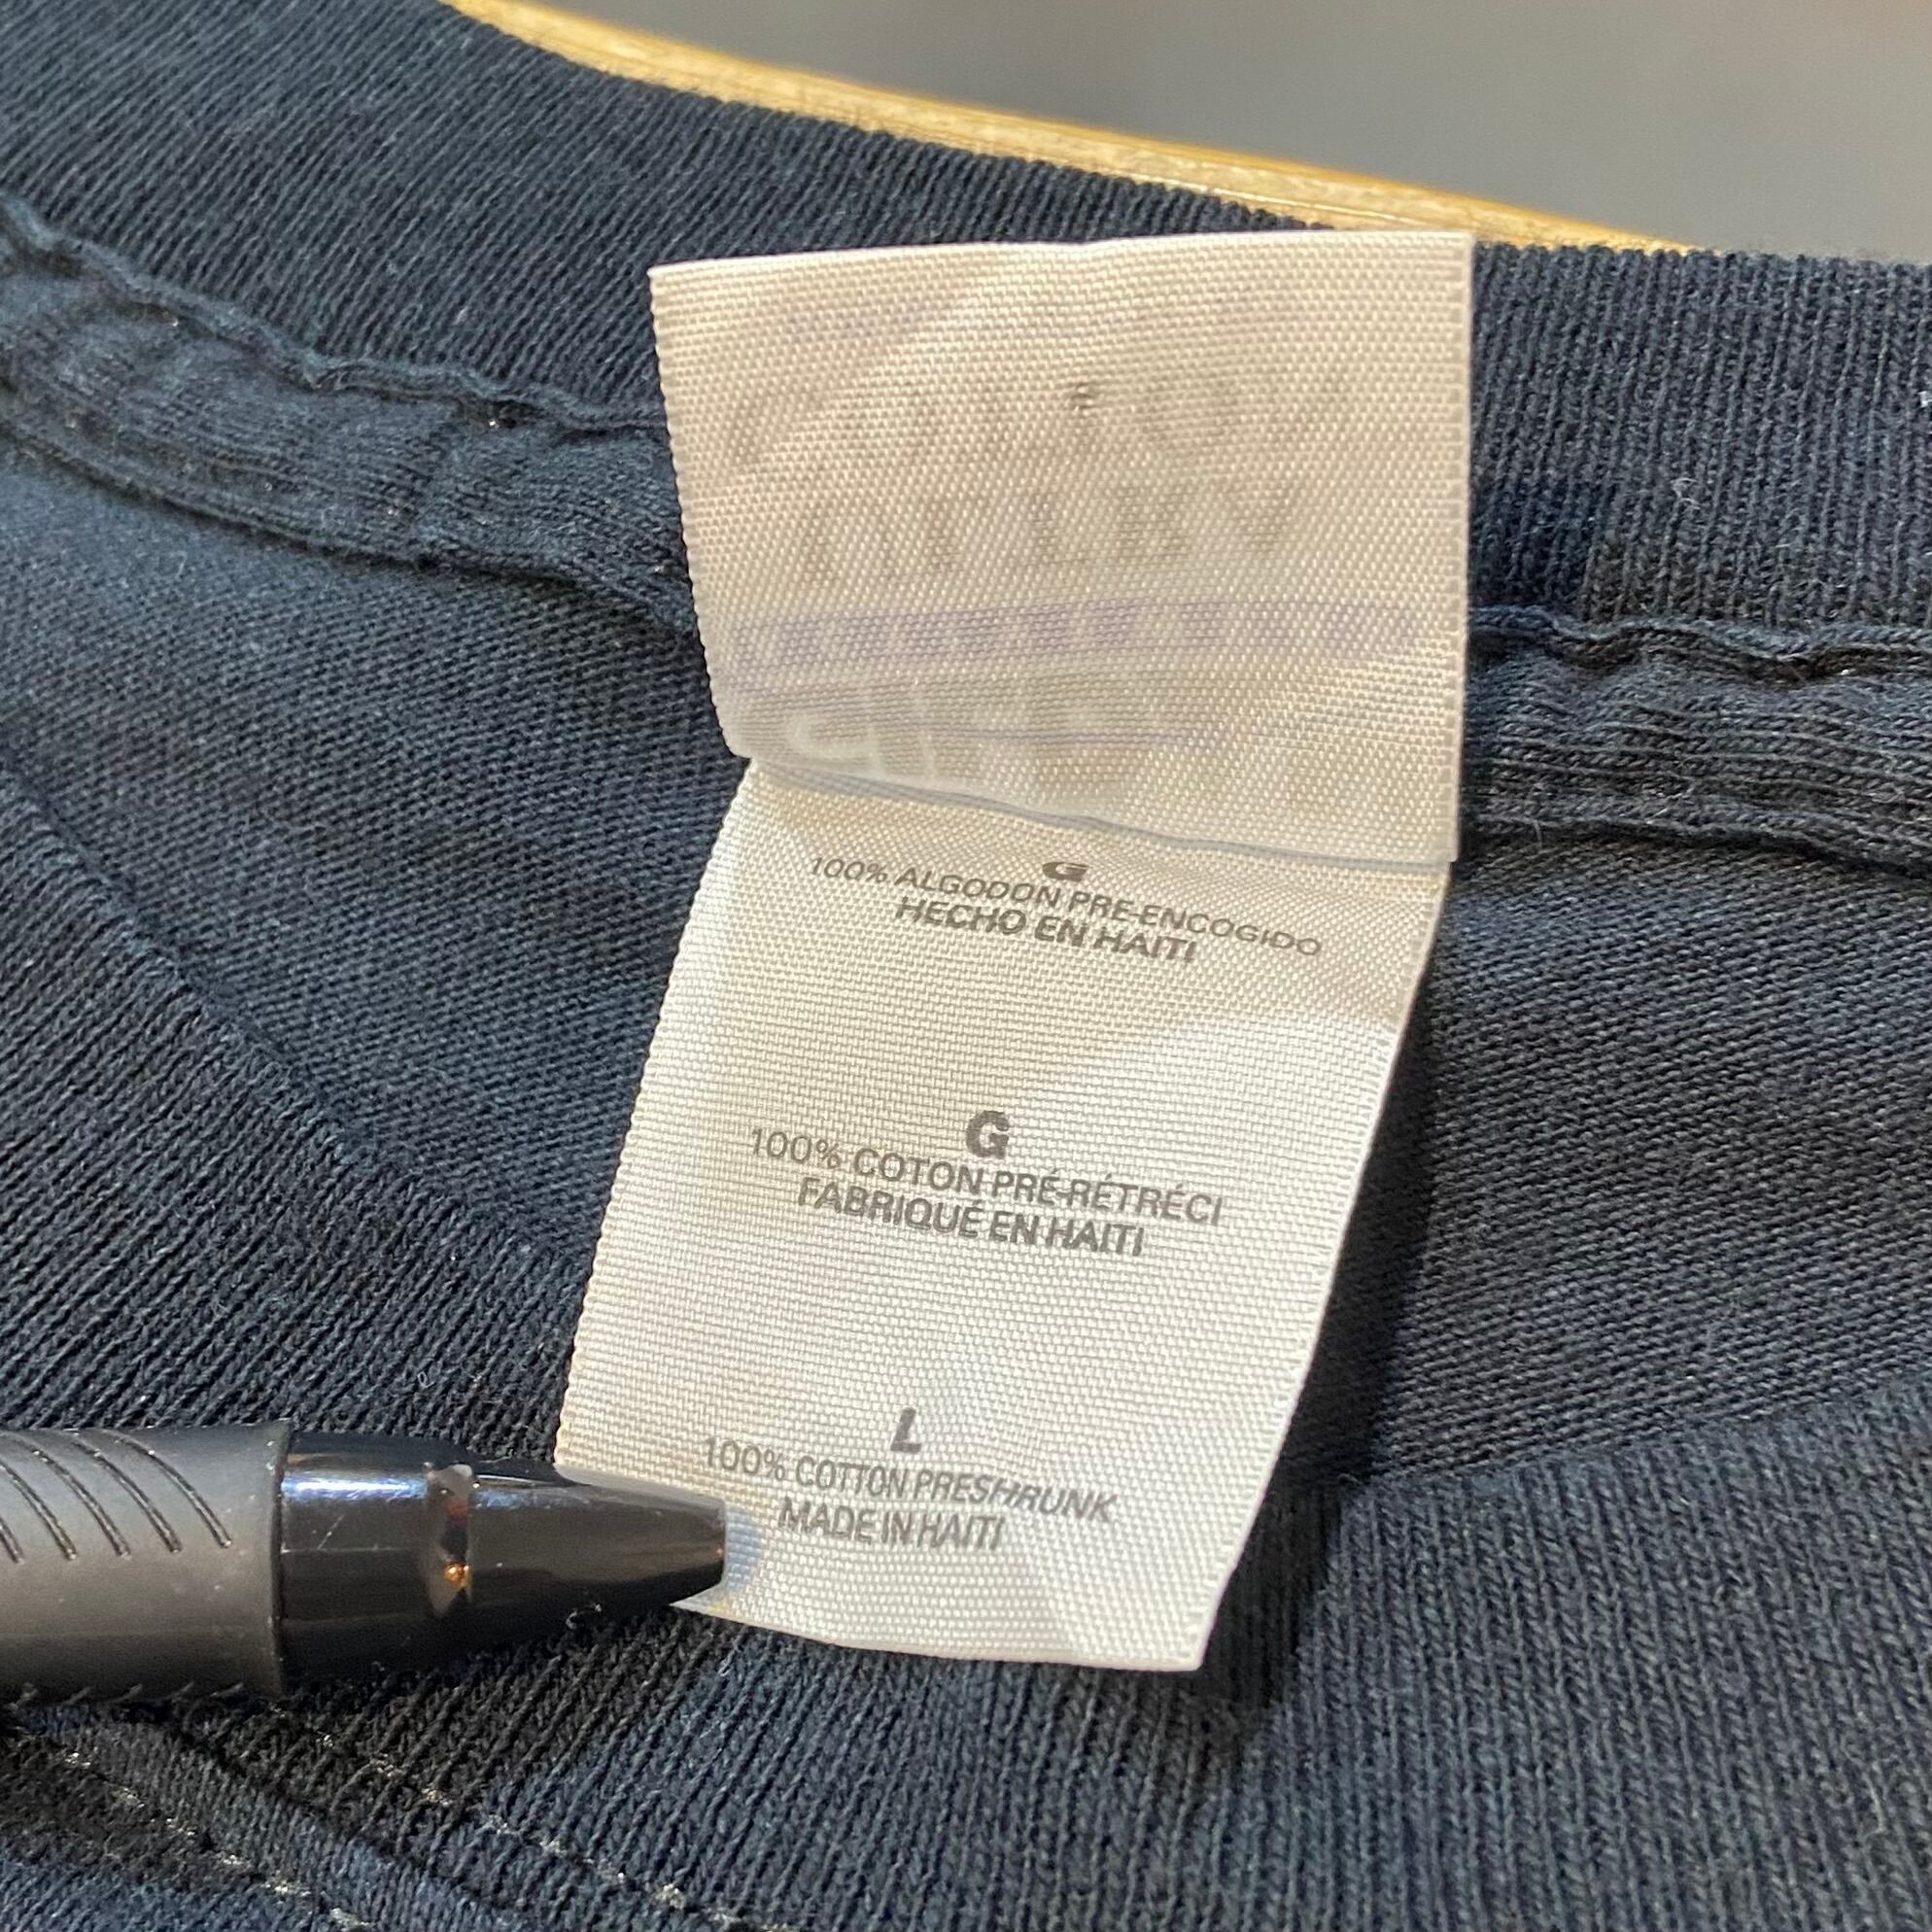 G
100% ALGODON PRE-ENCOGIDO
HECHO EN HAITI
G
100% COTON PRÉ-RÉTRÉCI
FABRIQUÉ EN HAITI
L
100% COTTON PRESHRUNK
MADE IN HAITI